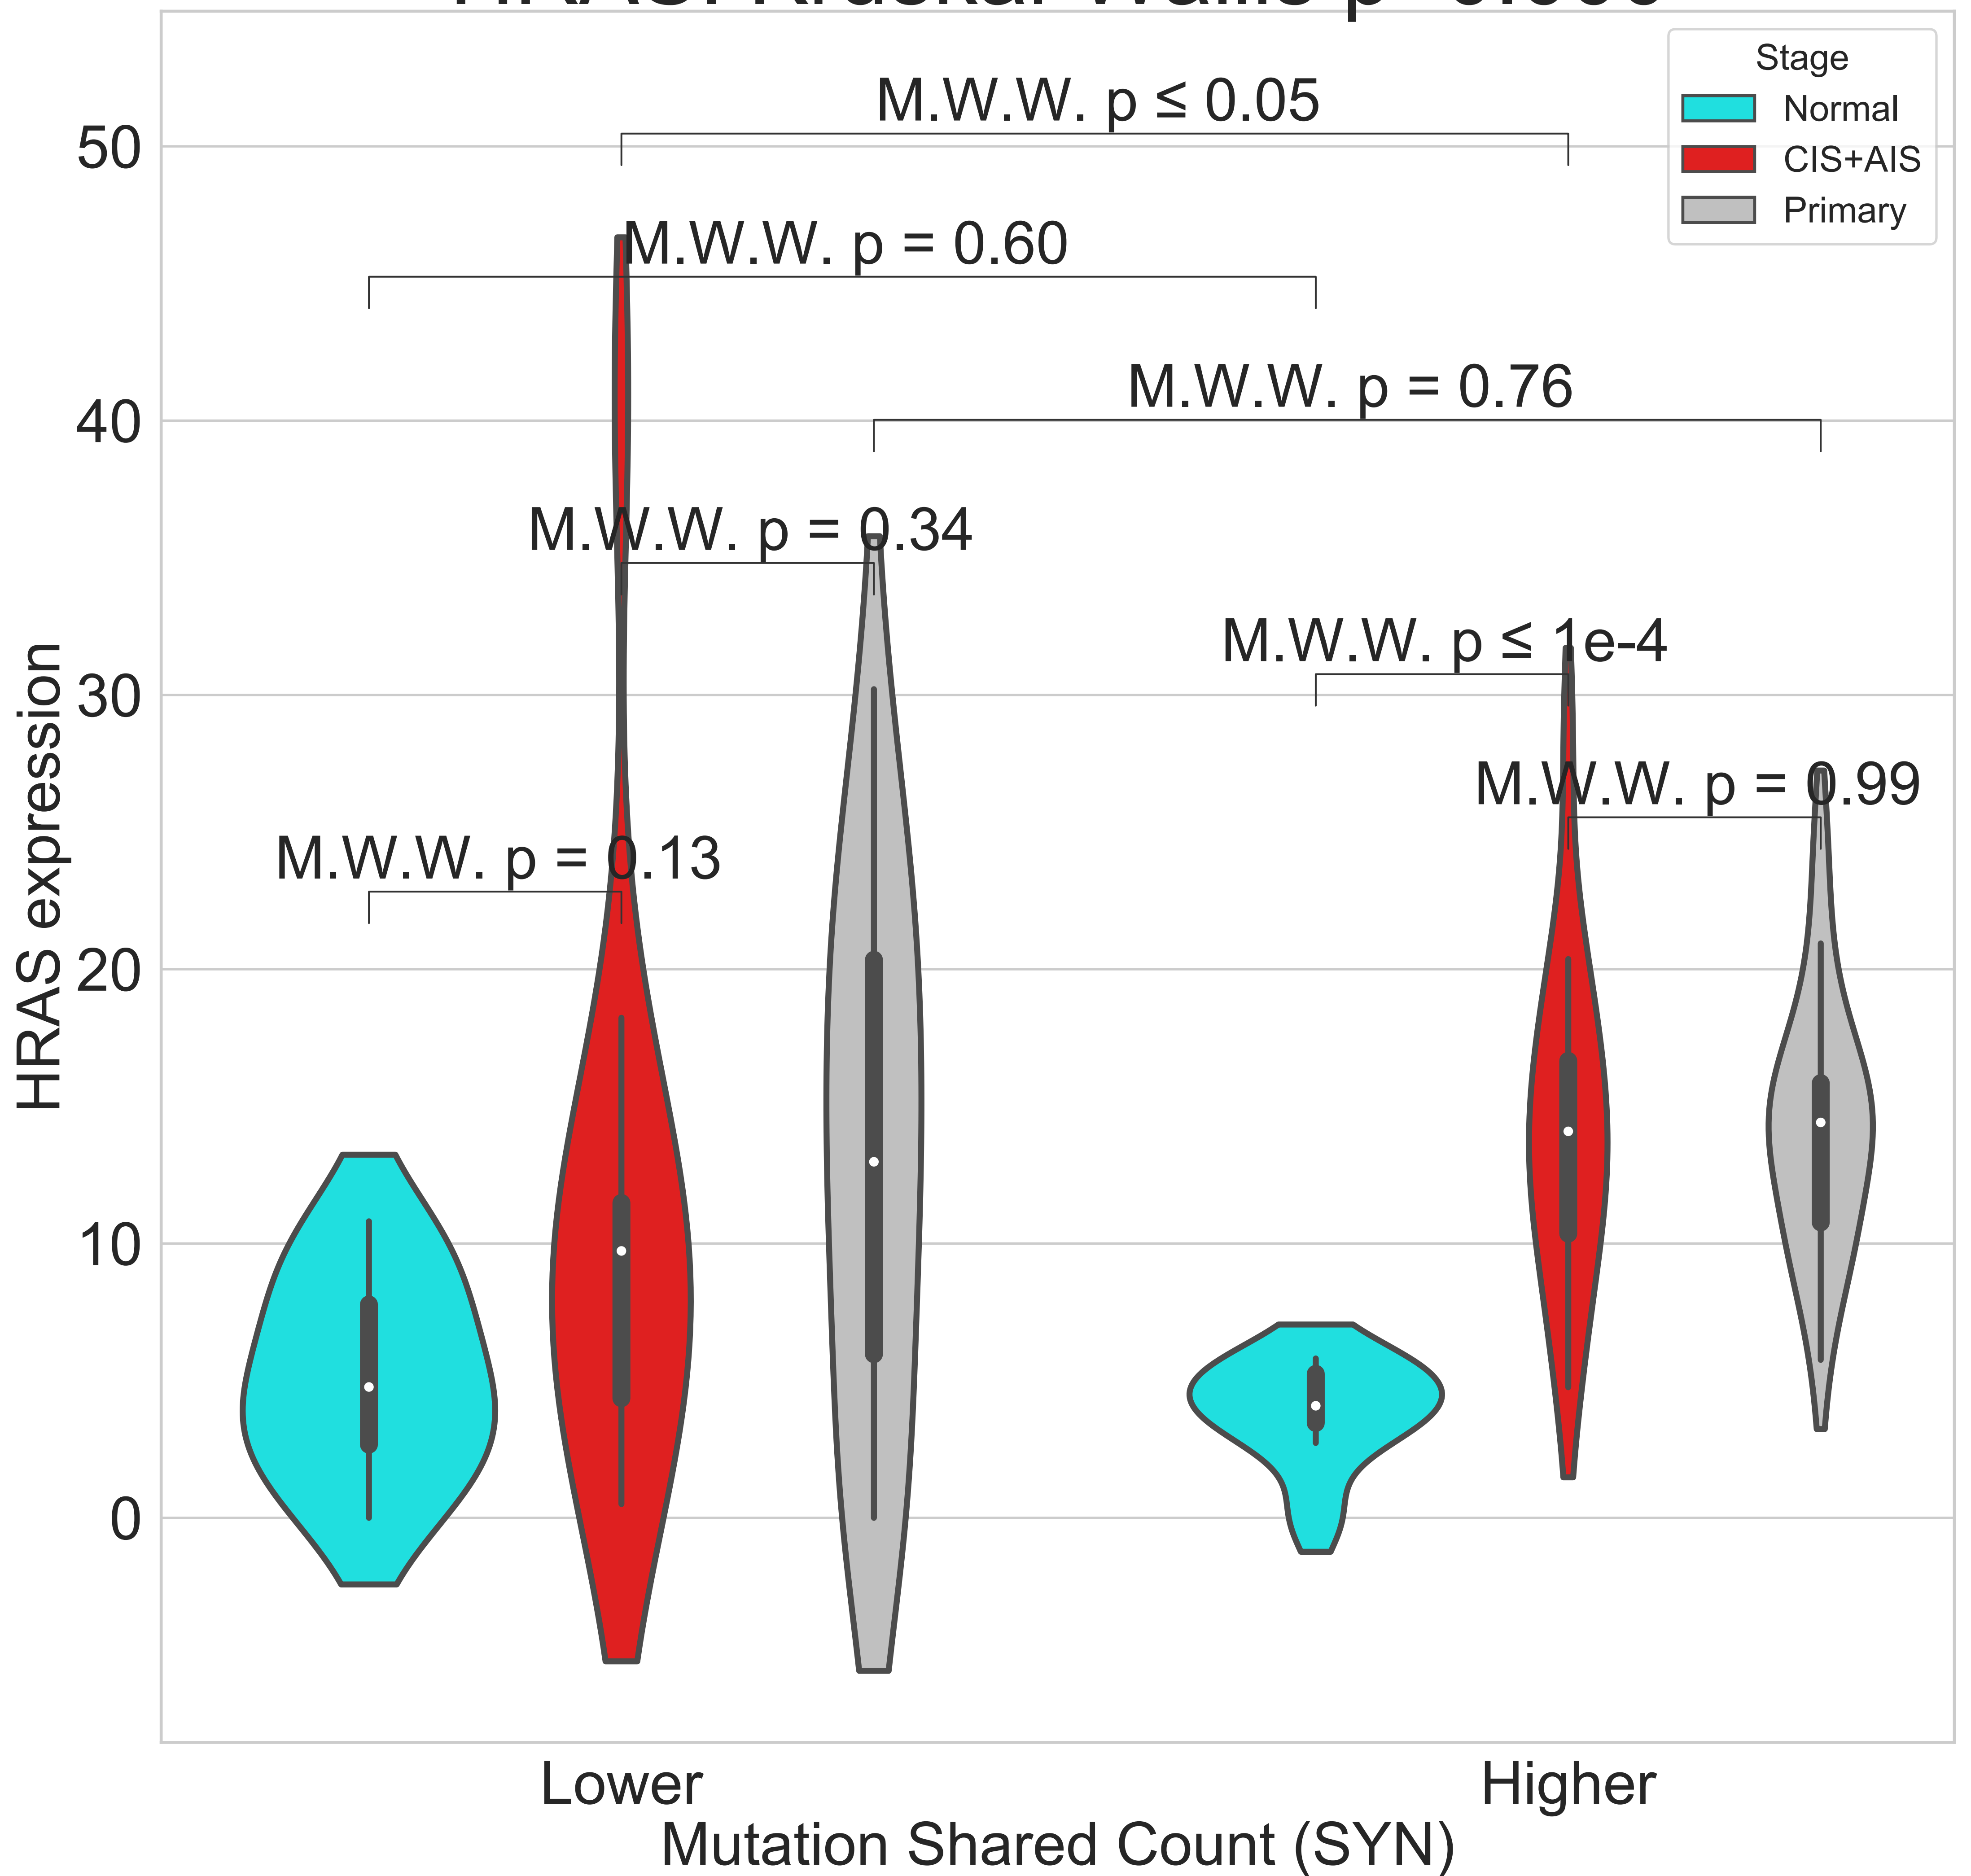 Stage
Normal
CIS+AIS
Primary
M.W.W. p ≤ 0.05
M.W.W. p = 0.60
M.W.W. p = 0.76
M.W.W. p = 0.34
M.W.W. p ≤ 1e-4
M.W.W. p = 0.99
M.W.W. p = 0.13
50
40
30
20
10
0
HRAS expression
Lower
Higher
Mutation Shared Count (SYN)